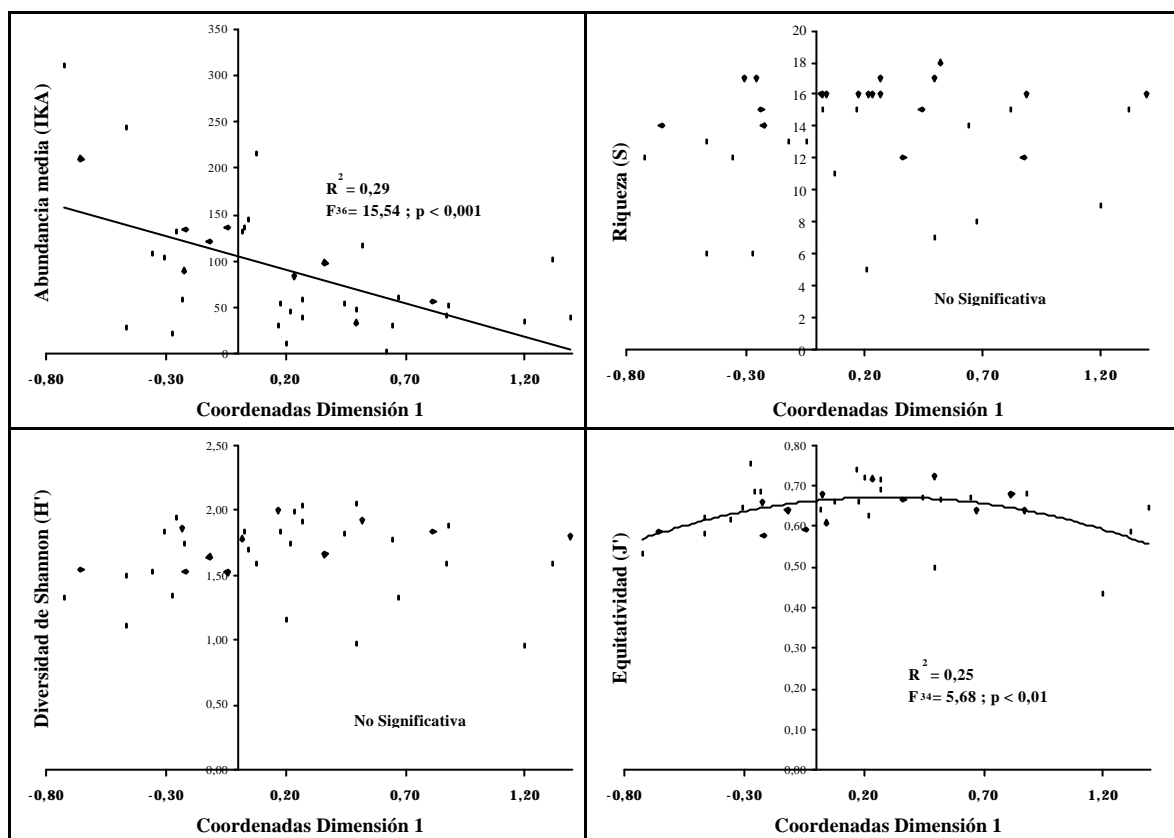 Abundancia media (IKA)
350
300
250
200
150
100
50
0
R2 = 0,29
F36= 15,54 ; p < 0,001
-0,80 -0,30 0,20 0,70 1,20
Coordenadas Dimensión 1
Riqueza (S)
20
18
16
14
12
10
8
6
4
2
0
No Significativa
-0,80 -0,30 0,20 0,70 1,20
Coordenadas Dimensión 1
Diversidad de Shannon (H')
2,50
2,00
1,50
1,00
0,50
0,00
No Significativa
-0,80 -0,30 0,20 0,70 1,20
Coordenadas Dimensión 1
Equitatividad (J')
0,80
0,70
0,60
0,50
0,40
0,30
0,20
0,10
0,00
R2 = 0,25
F34= 5,68 ; p < 0,01
-0,80 -0,30 0,20 0,70 1,20
Coordenadas Dimensión 1